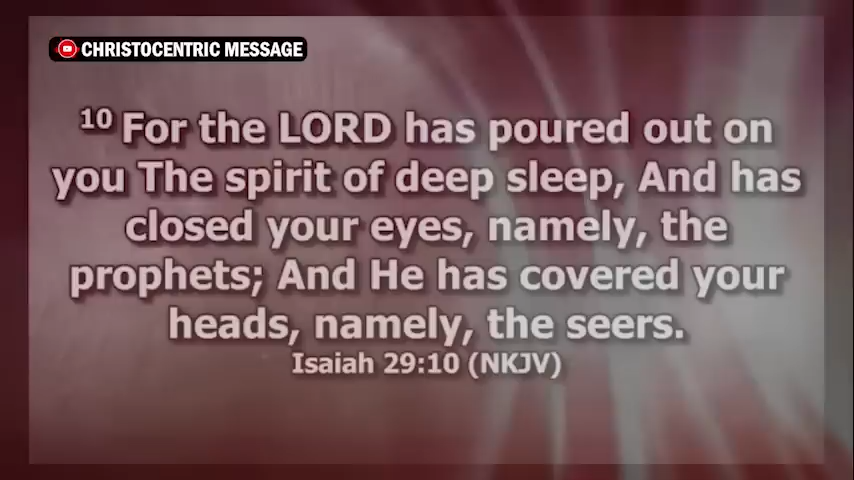 CHRISTOCENTRIC MESSAGE
10 For the LORD has poured out on
you The spirit of deep sleep, And has
closed your eyes, namely, the
prophets; And He has covered your
heads, namely, the seers.
Isaiah 29:10 (NKJV)